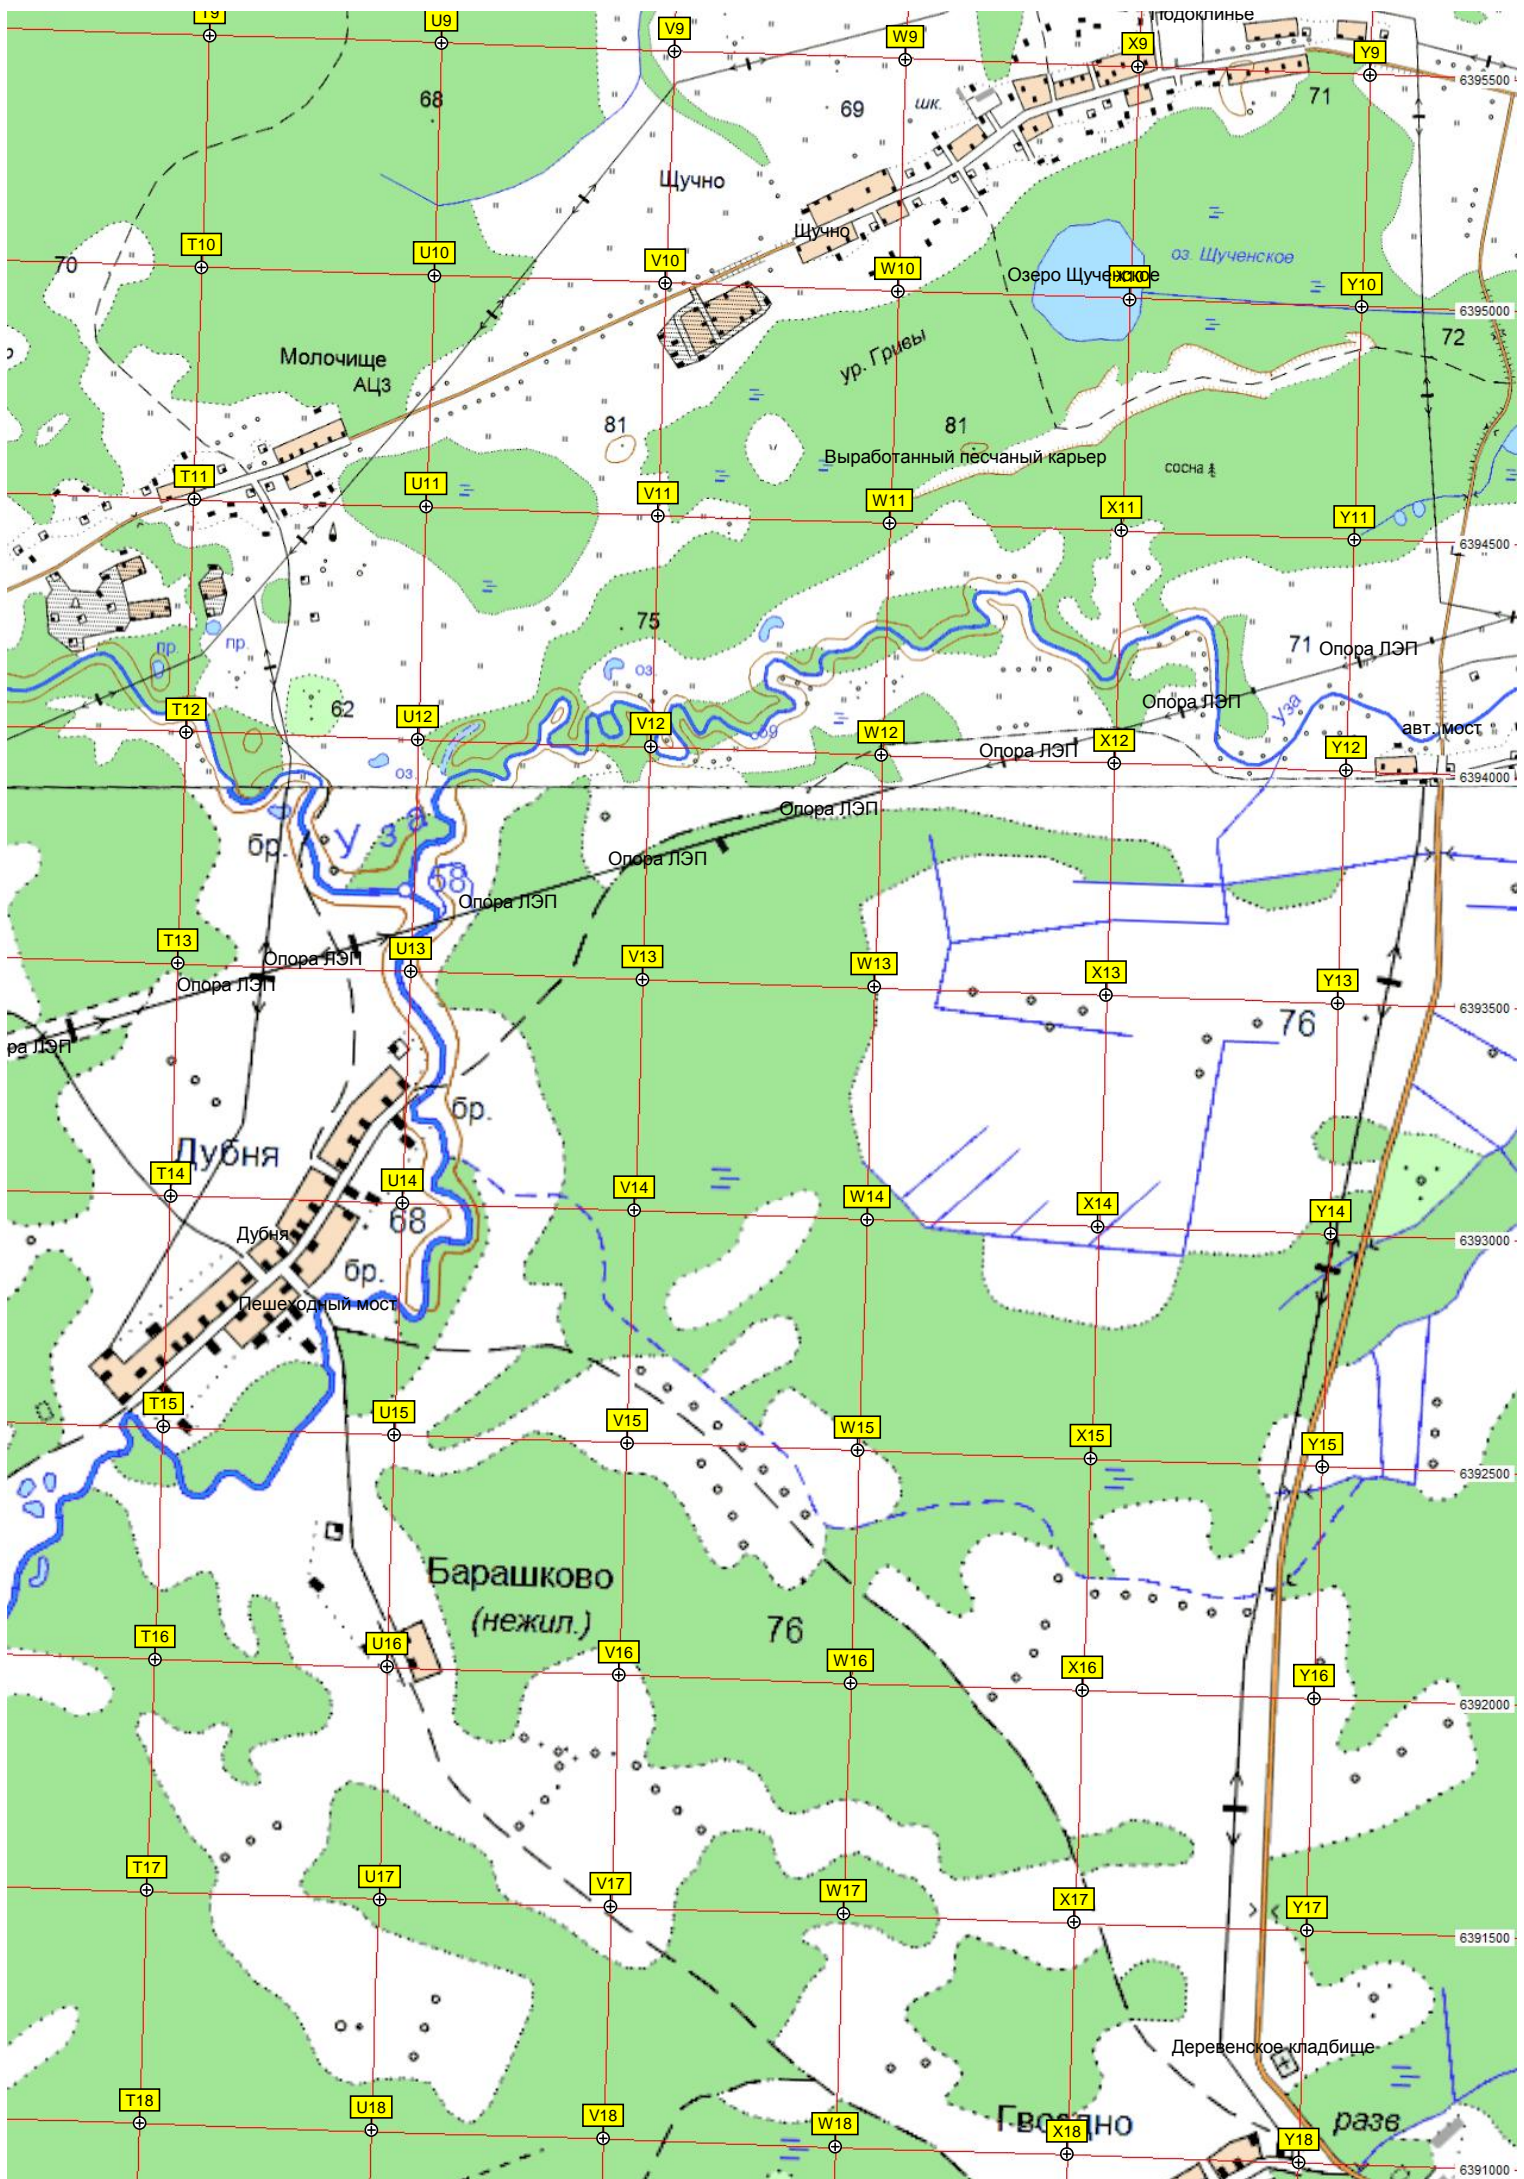 T9
U9
V9
W9
X9
Подоклинье
Y9
6395500
68
69
шк.
71
Щучно
Щучно
T10
U10
V10
W10
Озеро Щученское
оз. Щученское
Y10
70
6395000
72
Молочище
АЦЗ
ур. Гривы
81
81
Выработанный песчаный карьер
сосна
T11
U11
V11
W11
X11
Y11
6394500
75
71
Опора ЛЭП
пр.
пр.
оз.
T12
62
U12
V12
W12
X12
Y12
Опора ЛЭП
Уза
авт. мост
Опора ЛЭП
оз.
6394000
Опора ЛЭП
бр.
Уза
58
Опора ЛЭП
Опора ЛЭП
T13
U13
V13
W13
X13
Y13
Опора ЛЭП
Опора ЛЭП
6393500
76
ра ЛЭП
бр.
Дубня
T14
U14
V14
W14
X14
Y14
68
Дубня
6393000
бр.
Пешеходный мост
T15
U15
V15
W15
X15
Y15
6392500
Барашково
(нежил.)
76
T16
U16
V16
W16
X16
Y16
6392000
T17
U17
V17
W17
X17
Y17
6391500
Деревенское кладбище
T18
U18
V18
W18
X18
Y18
Гвоздно
разв
6391000